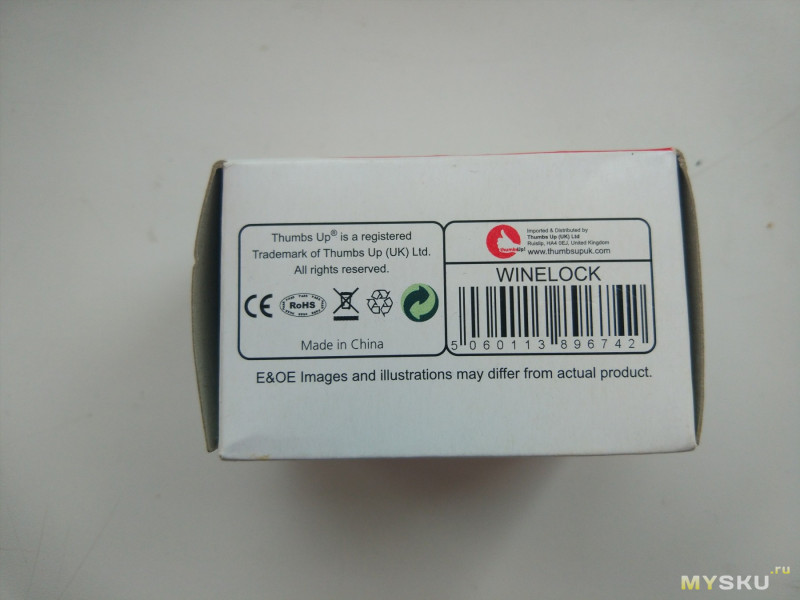 Thumbs Up® is a registered
Trademark of Thumbs Up (UK) Ltd.
All rights reserved.
CE RoHS
Made in China
thumbsUp!
Imported & Distributed by
Thumbs Up (UK) Ltd
Ruislip, HA4 9EJ, United Kingdom
www.thumbsupuk.com
WINELOCK
5 060113 896742
E&OE Images and illustrations may differ from actual product.
MYSKU.ru